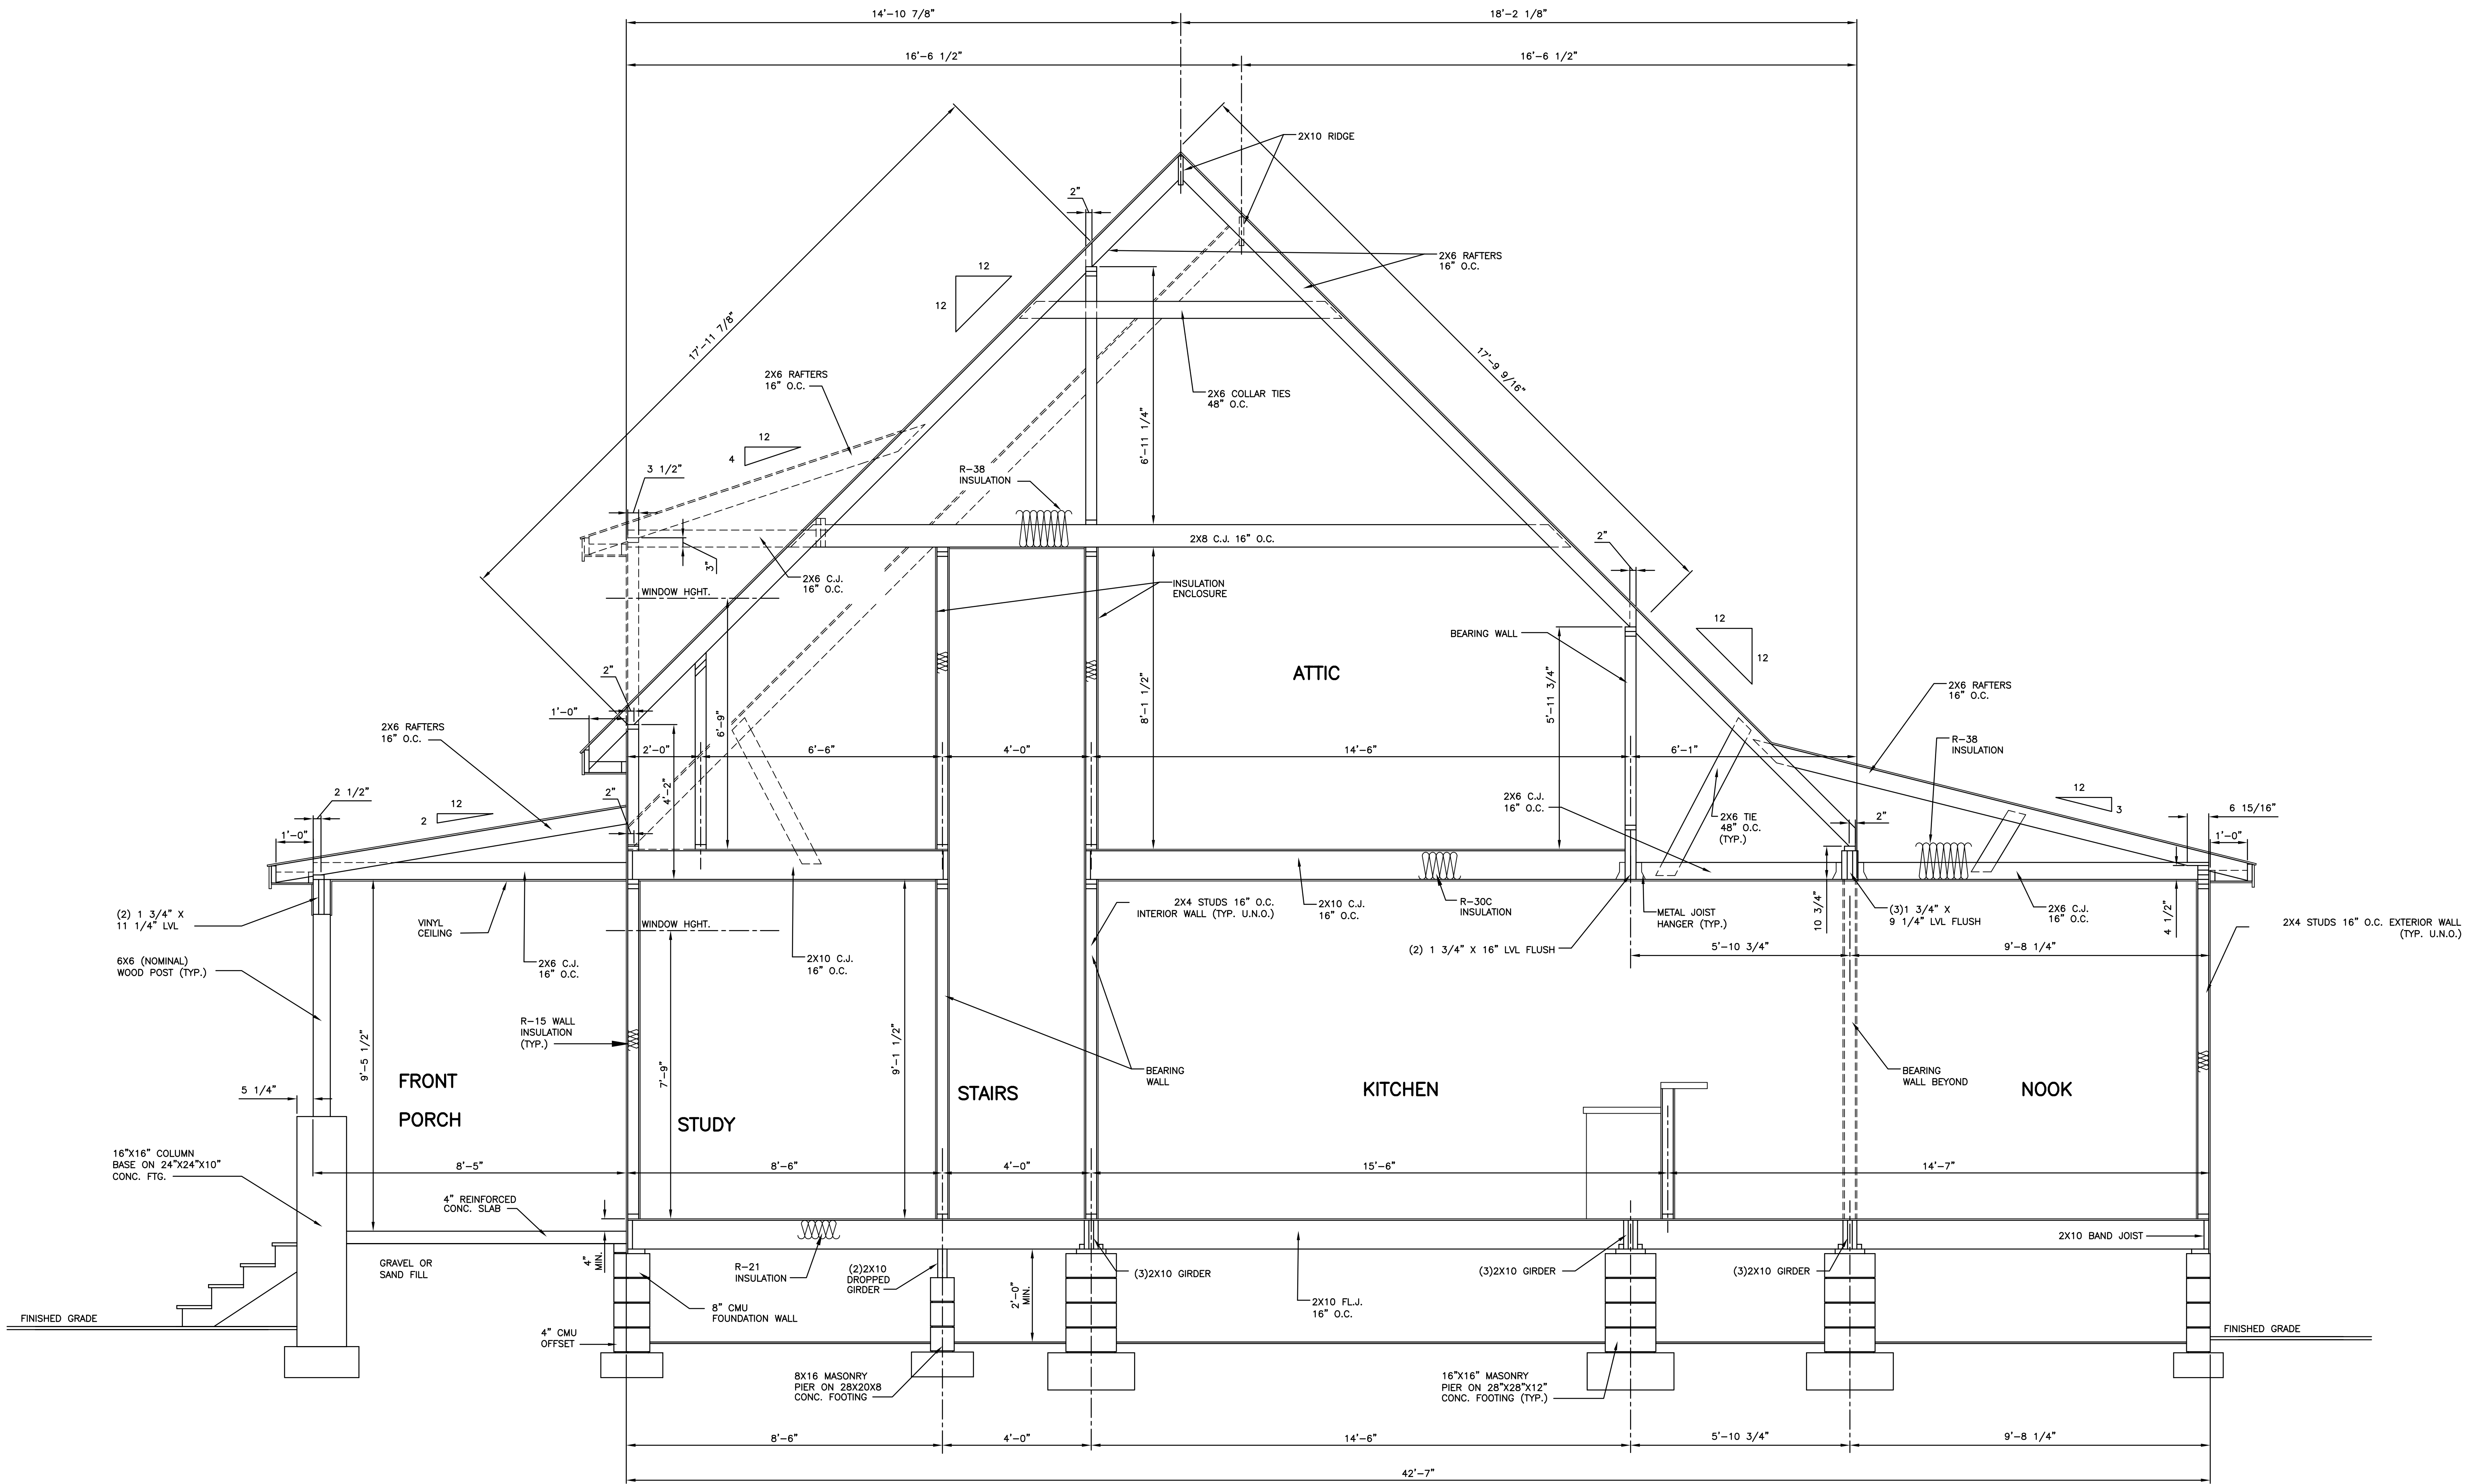 14'-10 7/8"
18'-2 1/8"
16'-6 1/2"
16'-6 1/2"
2X10 RIDGE
2"
2X6 RAFTERS
16" O.C.
12
12
17'-11 7/8"
17'-9 9/16"
2X6 RAFTERS
16" O.C.
2X6 COLLAR TIES
48" O.C.
6'-11 1/4"
12
4
3 1/2"
R-38
INSULATION
2X8 C.J. 16" O.C.
2"
3"
2X6 C.J.
16" O.C.
WINDOW HGHT.
INSULATION
ENCLOSURE
BEARING WALL
12
12
ATTIC
2"
1'-0"
6'-9"
8'-1 1/2"
5'-11 3/4"
2X6 RAFTERS
16" O.C.
2X6 RAFTERS
16" O.C.
R-38
INSULATION
2'-0"
6'-6"
4'-0"
14'-6"
6'-1"
4'-2"
2 1/2"
12
2
2"
1'-0"
2X6 C.J.
16" O.C.
2X6 TIE
48" O.C.
(TYP.)
12
3
6 15/16"
2"
1'-0"
(2) 1 3/4" X
11 1/4" LVL
VINYL
CEILING
WINDOW HGHT.
2X4 STUDS 16" O.C.
INTERIOR WALL (TYP. U.N.O.)
2X10 C.J.
16" O.C.
R-30C
INSULATION
METAL JOIST
HANGER (TYP.)
10 3/4"
(3)1 3/4" X
9 1/4" LVL FLUSH
2X6 C.J.
16" O.C.
4 1/2"
2X4 STUDS 16" O.C. EXTERIOR WALL
(TYP. U.N.O.)
6X6 (NOMINAL)
WOOD POST (TYP.)
2X6 C.J.
16" O.C.
2X10 C.J.
16" O.C.
(2) 1 3/4" X 16" LVL FLUSH
5'-10 3/4"
9'-8 1/4"
R-15 WALL
INSULATION
(TYP.)
9'-5 1/2"
7'-9"
9'-1 1/2"
5 1/4"
FRONT
PORCH
STUDY
STAIRS
BEARING
WALL
KITCHEN
BEARING
WALL BEYOND
NOOK
16"X16" COLUMN
BASE ON 24"X24"X10"
CONC. FTG.
8'-5"
8'-6"
4'-0"
15'-6"
14'-7"
4" REINFORCED
CONC. SLAB
GRAVEL OR
SAND FILL
4"
MIN.
R-21
INSULATION
(2)2X10
DROPPED
GIRDER
2'-0"
MIN.
(3)2X10 GIRDER
(3)2X10 GIRDER
(3)2X10 GIRDER
2X10 BAND JOIST
8" CMU
FOUNDATION WALL
2X10 FL.J.
16" O.C.
FINISHED GRADE
4" CMU
OFFSET
FINISHED GRADE
8X16 MASONRY
PIER ON 28X20X8
CONC. FOOTING
16"X16" MASONRY
PIER ON 28"X28"X12"
CONC. FOOTING (TYP.)
8'-6"
4'-0"
14'-6"
5'-10 3/4"
9'-8 1/4"
42'-7"